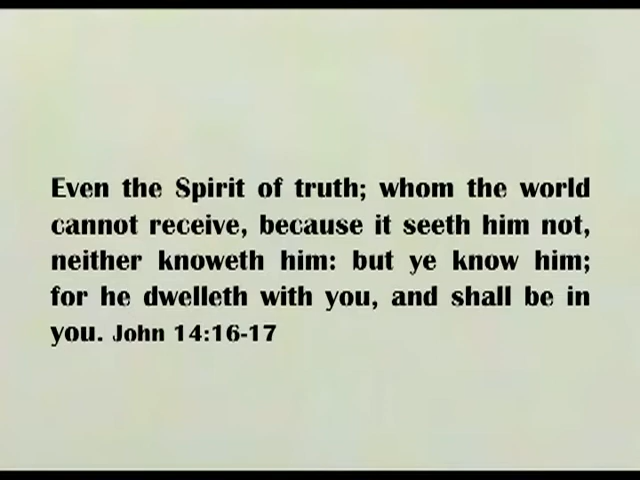 Even the Spirit of truth; whom the world
cannot receive, because it seeth him not,
neither knoweth him: but ye know him;
for he dwelleth with you, and shall be in
you. John 14:16-17